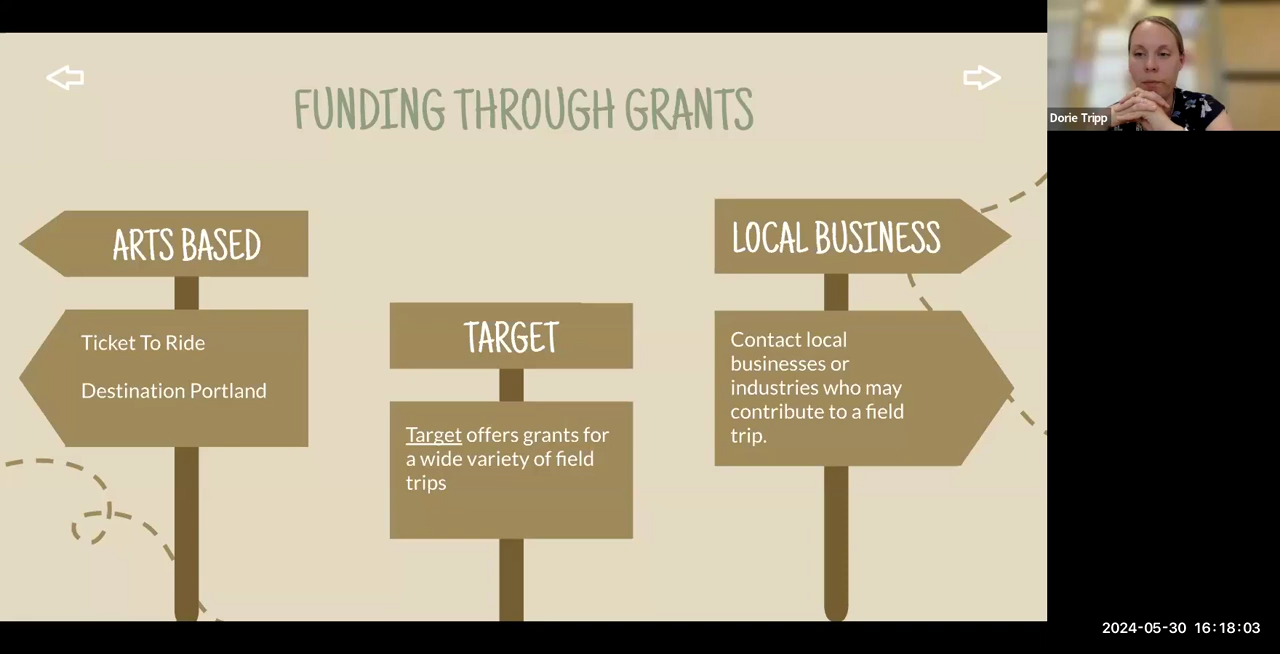 FUNDING THROUGH GRANTS
ARTS BASED
Ticket To Ride
Destination Portland
TARGET
Target offers grants for
a wide variety of field
trips
LOCAL BUSINESS
Contact local
businesses or
industries who may
contribute to a field
trip.
Dorie Tripp
2024-05-30 16:18:03